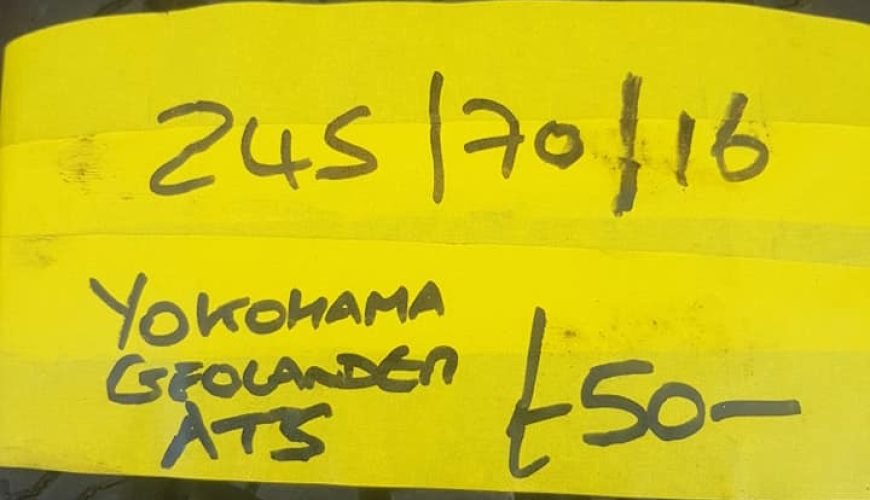 245/70/16
YOKOHAMA
GEOLANDER
ATS
£50-